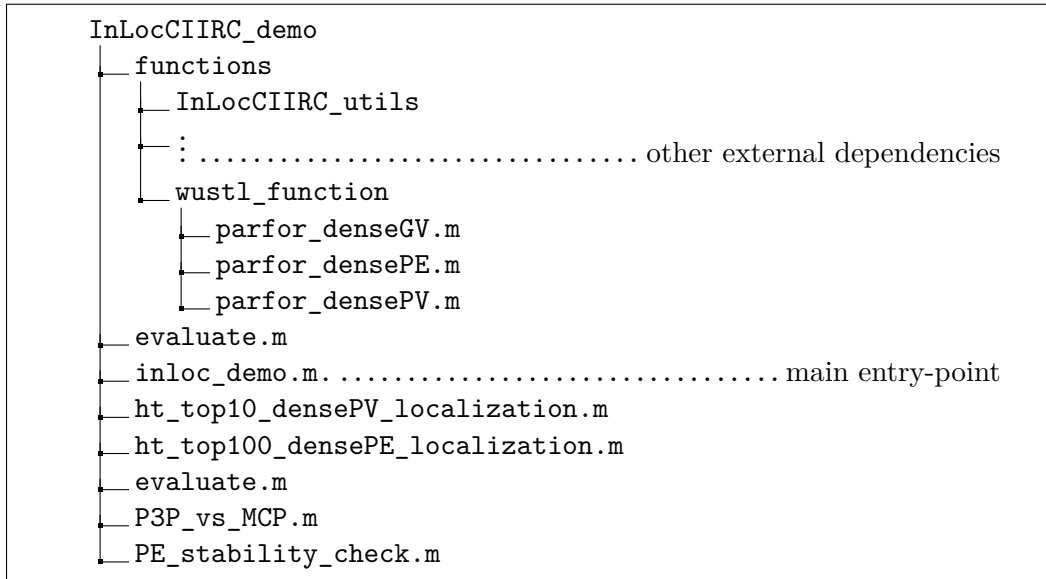 InLocCIIRC_demo
functions
InLocCIIRC_utils
⋮ ................................. other external dependencies
wustl_function
parfor_denseGV.m
parfor_densePE.m
parfor_densePV.m
evaluate.m
inloc_demo.m. ................................. main entry-point
ht_top10_densePV_localization.m
ht_top100_densePE_localization.m
evaluate.m
P3P_vs_MCP.m
PE_stability_check.m